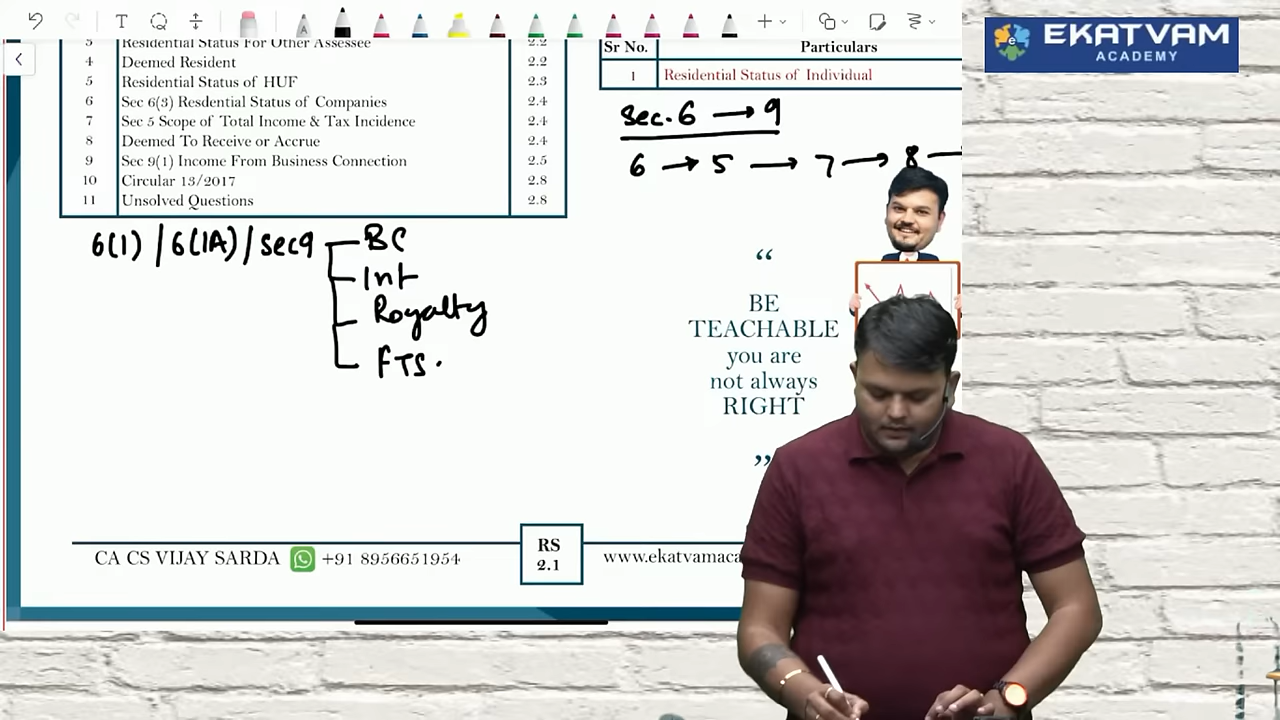 EKATVAM
ACADEMY
3 Residential Status For Other Assessee 2.2
4 Deemed Resident 2.2
5 Residential Status of HUF 2.3
6 Sec 6(3) Resdential Status of Companies 2.4
7 Sec 5 Scope of Total Income & Tax Incidence 2.4
8 Deemed To Receive or Accrue 2.4
9 Sec 9(1) Income From Business Connection 2.5
10 Circular 13/2017 2.8
11 Unsolved Questions 2.8
Sr No. Particulars
1 Residential Status of Individual
Sec. 6 → 9
6 → 5 → 7 → 8
6(1) / 6(1A) / Sec 9
BC
Int
Royalty
FTS.
“
BE
TEACHABLE
you are
not always
RIGHT
”
CA CS VIJAY SARDA +91 8956651954
RS
2.1
www.ekatvamaca